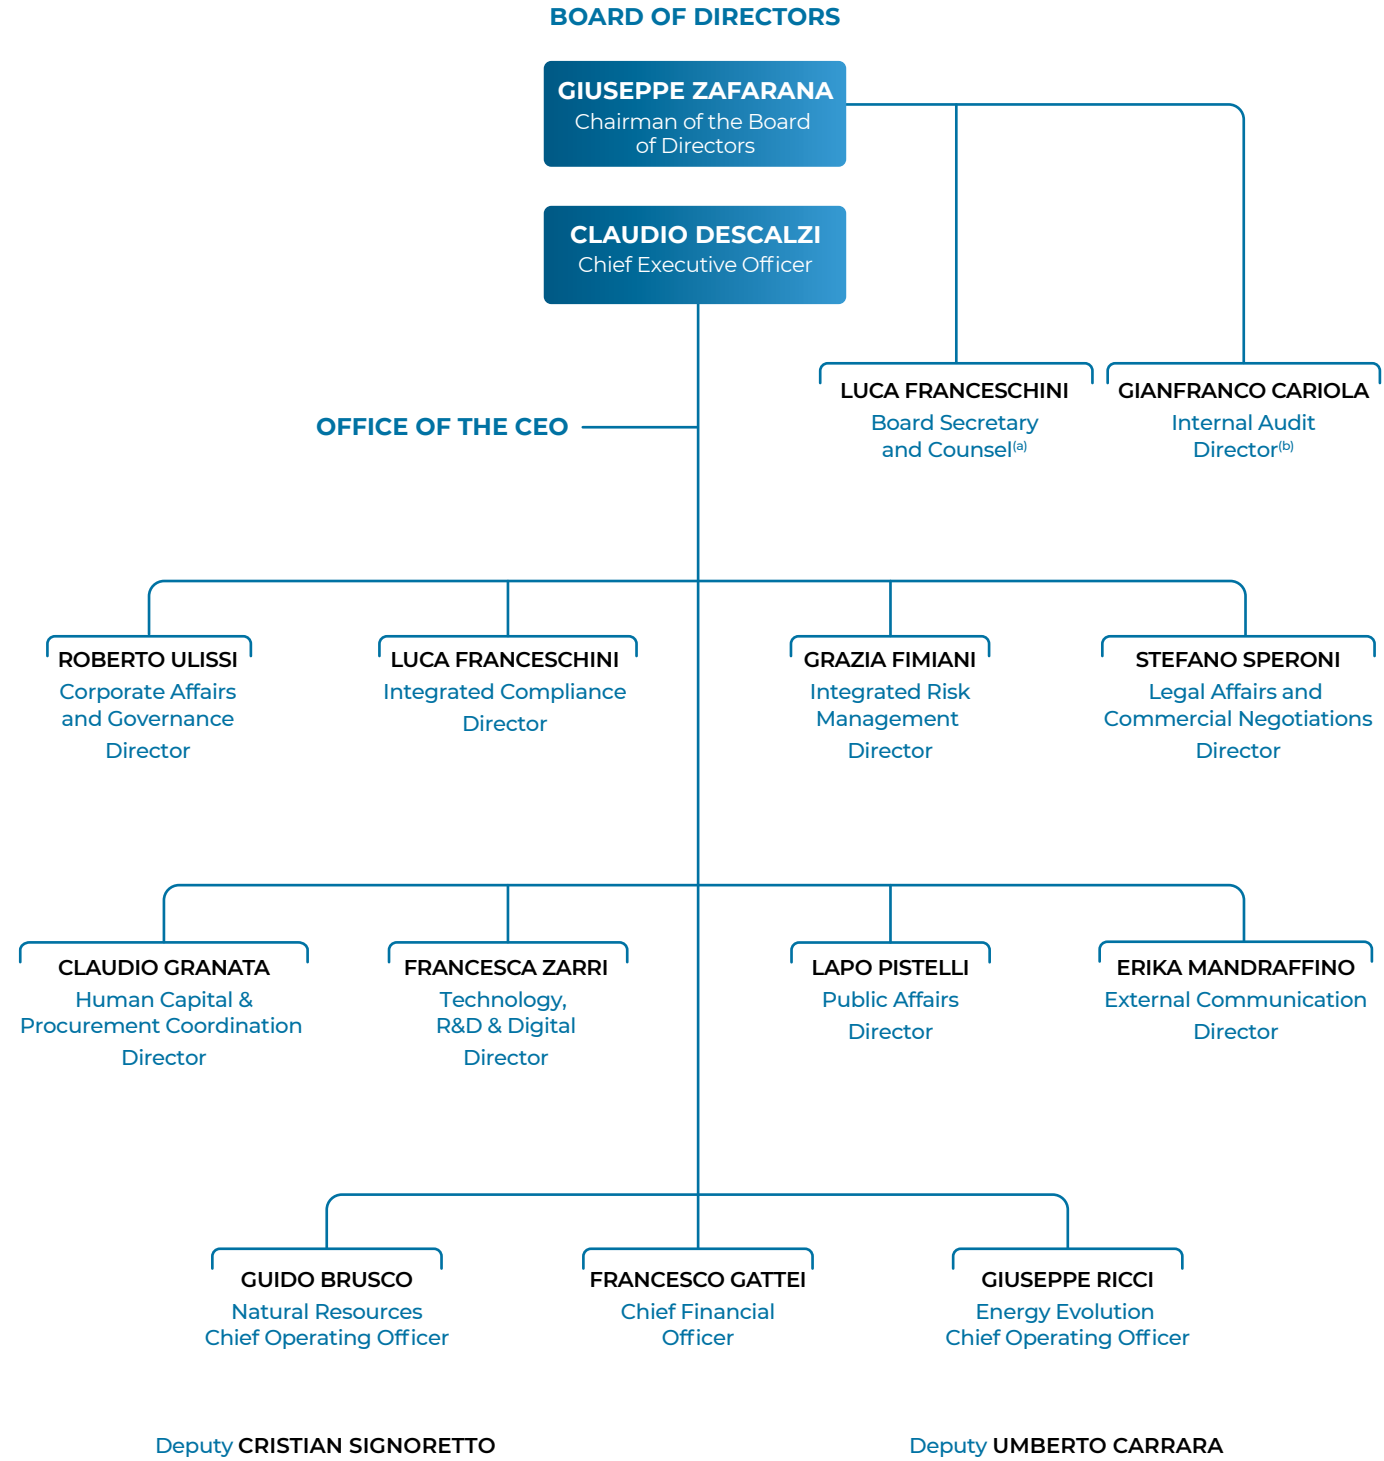 BOARD OF DIRECTORS
GIUSEPPE ZAFARANA
Chairman of the Board
of Directors
CLAUDIO DESCALZI
Chief Executive Officer
LUCA FRANCESCHINI
Board Secretary
and Counsel(a)
GIANFRANCO CARIOLA
Internal Audit
Director(b)
OFFICE OF THE CEO
ROBERTO ULISSI
Corporate Affairs
and Governance
Director
LUCA FRANCESCHINI
Integrated Compliance
Director
GRAZIA FIMIANI
Integrated Risk
Management
Director
STEFANO SPERONI
Legal Affairs and
Commercial Negotiations
Director
CLAUDIO GRANATA
Human Capital &
Procurement Coordination
Director
FRANCESCA ZARRI
Technology,
R&D & Digital
Director
LAPO PISTELLI
Public Affairs
Director
ERIKA MANDRAFFINO
External Communication
Director
GUIDO BRUSCO
Natural Resources
Chief Operating Officer
FRANCESCO GATTEI
Chief Financial
Officer
GIUSEPPE RICCI
Energy Evolution
Chief Operating Officer
Deputy CRISTIAN SIGNORETTO
Deputy UMBERTO CARRARA